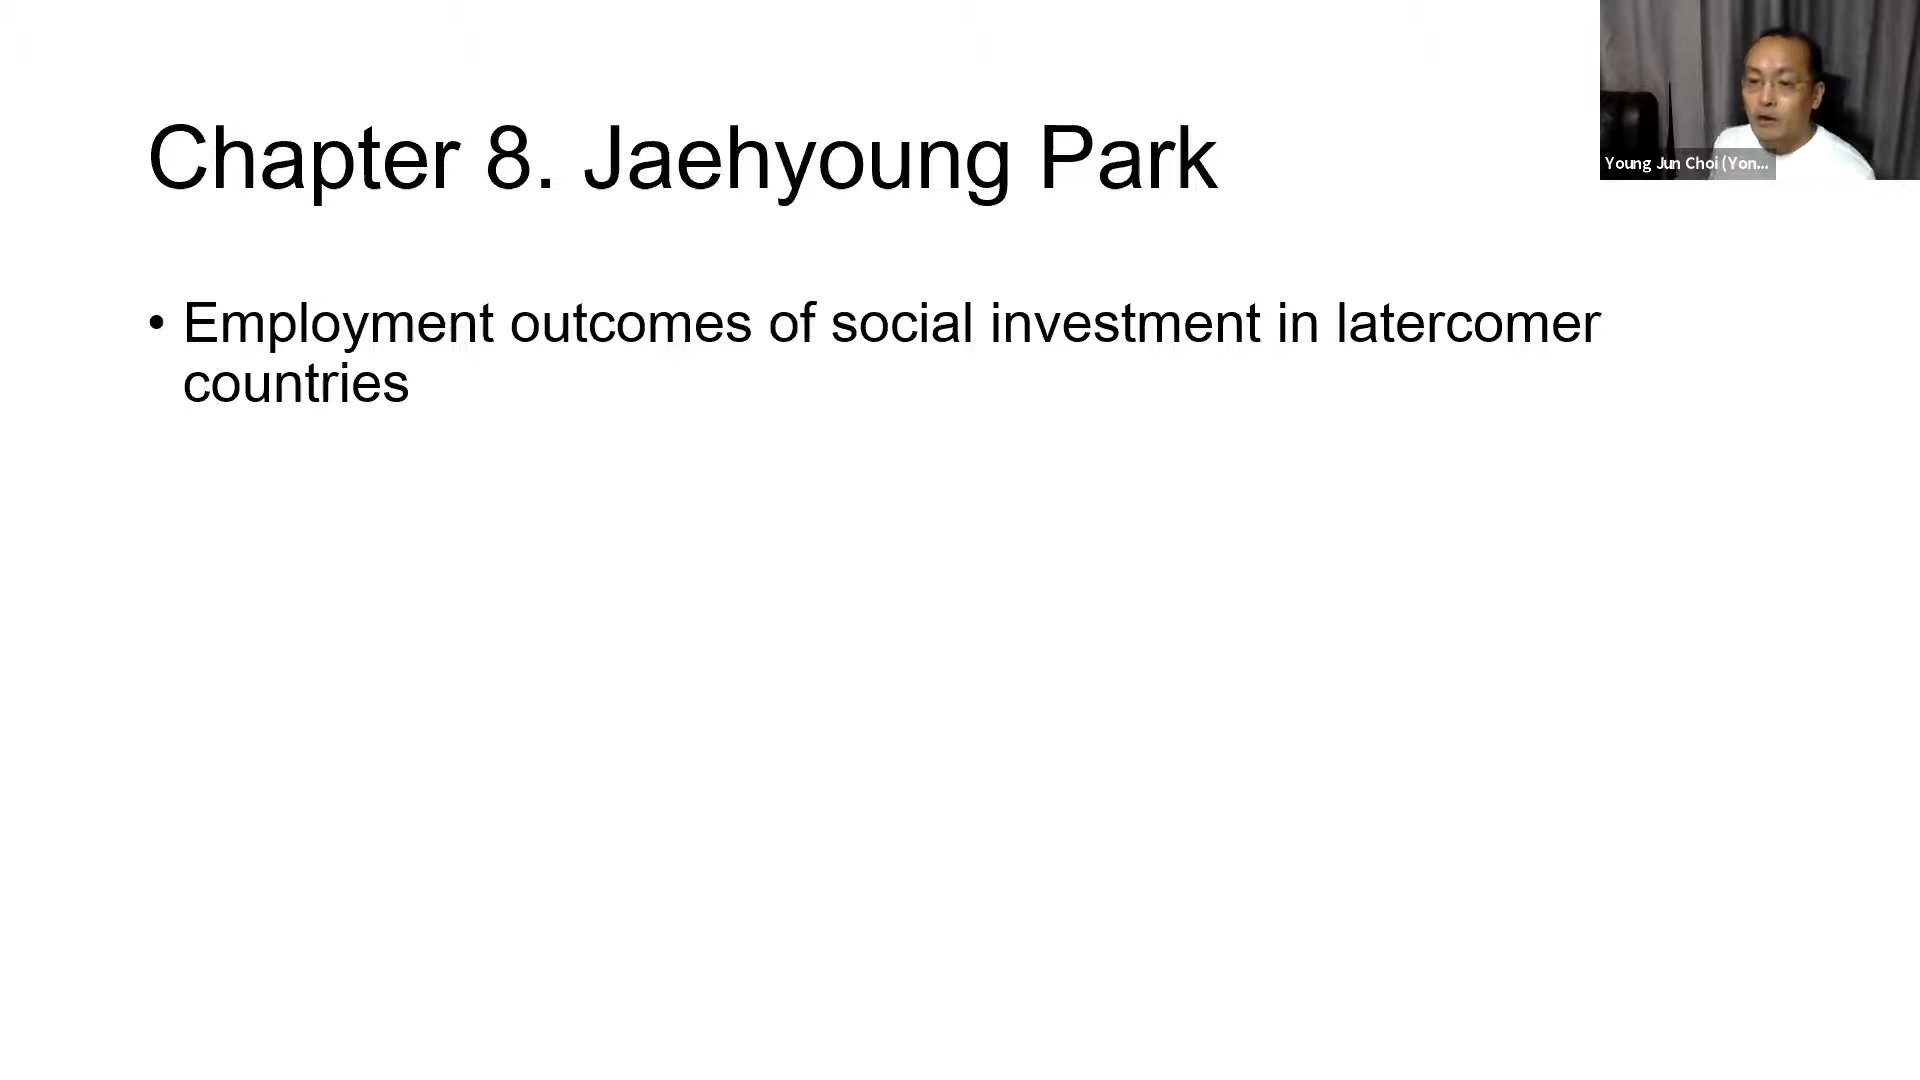 Chapter 8. Jaehyoung Park
• Employment outcomes of social investment in latercomer
countries
Young Jun Choi (Yon...